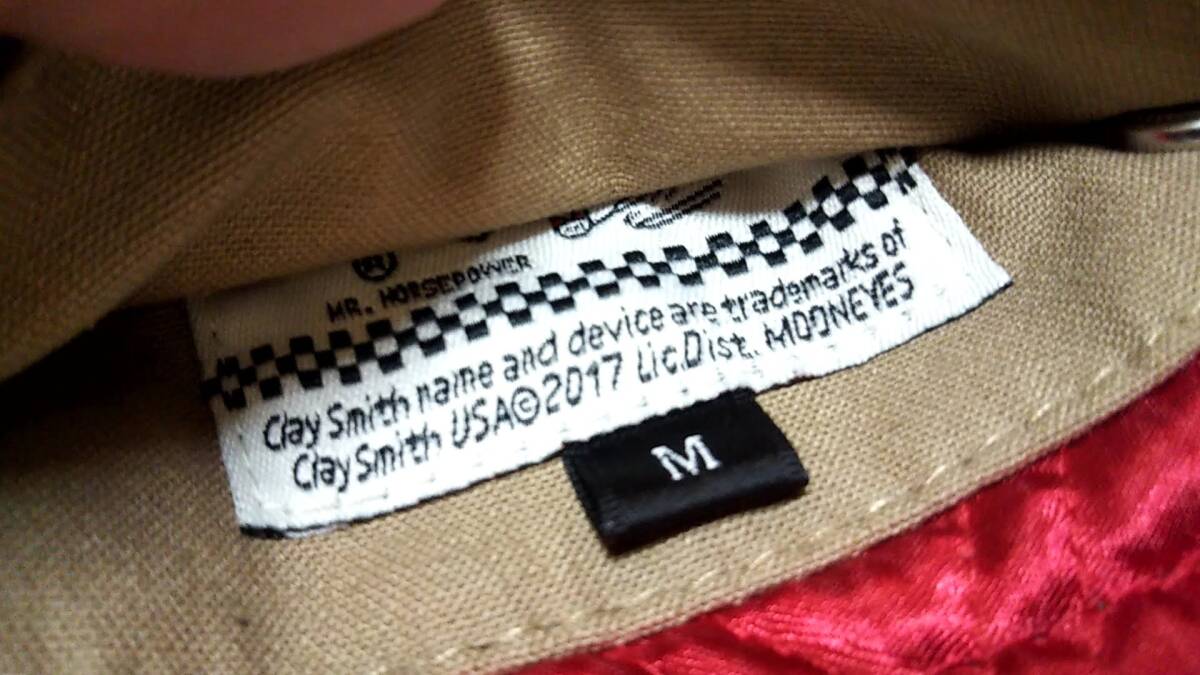 ®
MR. HORSEPOWER
Clay Smith name and device are trademarks of
Clay Smith USA©2017 Lic.Dist. MOONEYES
M